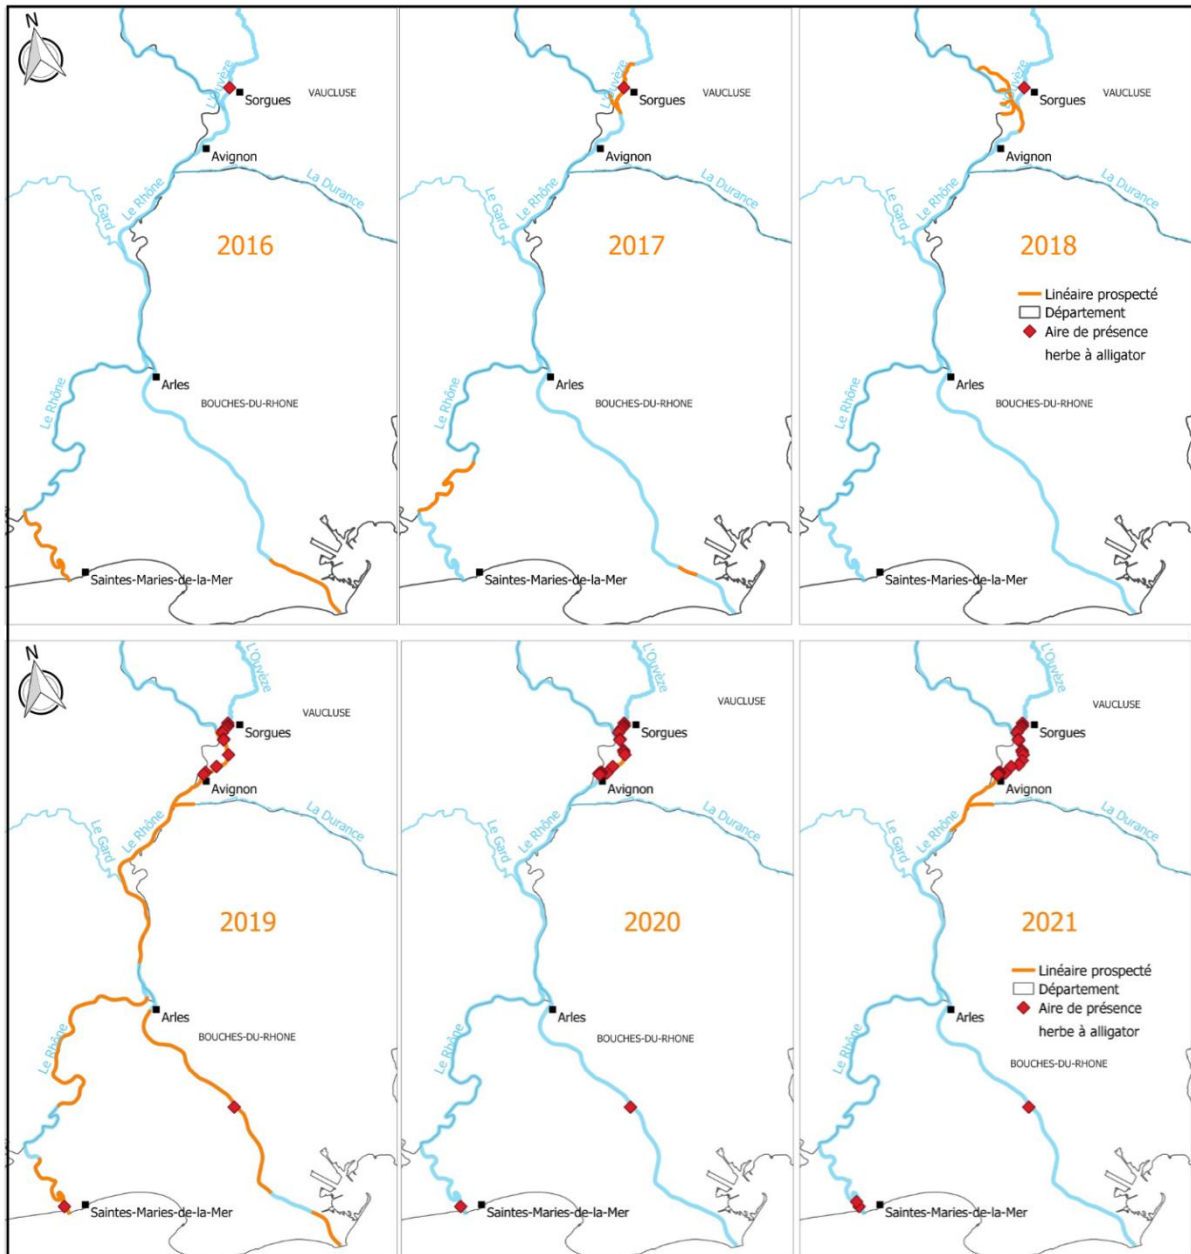 N
L'Ouvèze
Sorgues
VAUCLUSE
Avignon
Le Gard
Le Rhône
La Durance
2016
Arles
Le Rhône
BOUCHES-DU-RHONE
Saintes-Maries-de-la-Mer
L'Ouvèze
Sorgues
VAUCLUSE
Avignon
Le Gard
Le Rhône
La Durance
2017
Arles
Le Rhône
BOUCHES-DU-RHONE
Saintes-Maries-de-la-Mer
L'Ouvèze
Sorgues
VAUCLUSE
Avignon
Le Gard
Le Rhône
La Durance
2018
Linéaire prospecté
Département
Aire de présence
herbe à alligator
Arles
Le Rhône
BOUCHES-DU-RHONE
Saintes-Maries-de-la-Mer
N
L'Ouvèze
VAUCLUSE
Sorgues
Avignon
Le Gard
Le Rhône
La Durance
2019
Arles
BOUCHES-DU-RHONE
Le Rhône
Saintes-Maries-de-la-Mer
L'Ouvèze
VAUCLUSE
Sorgues
Avignon
Le Gard
Le Rhône
La Durance
2020
Arles
BOUCHES-DU-RHONE
Le Rhône
Saintes-Maries-de-la-Mer
L'Ouvèze
VAUCLUSE
Sorgues
Avignon
Le Gard
Le Rhône
La Durance
2021
Linéaire prospecté
Département
Aire de présence
herbe à alligator
Arles
Le Rhône
BOUCHES-DU-RHONE
Saintes-Maries-de-la-Mer